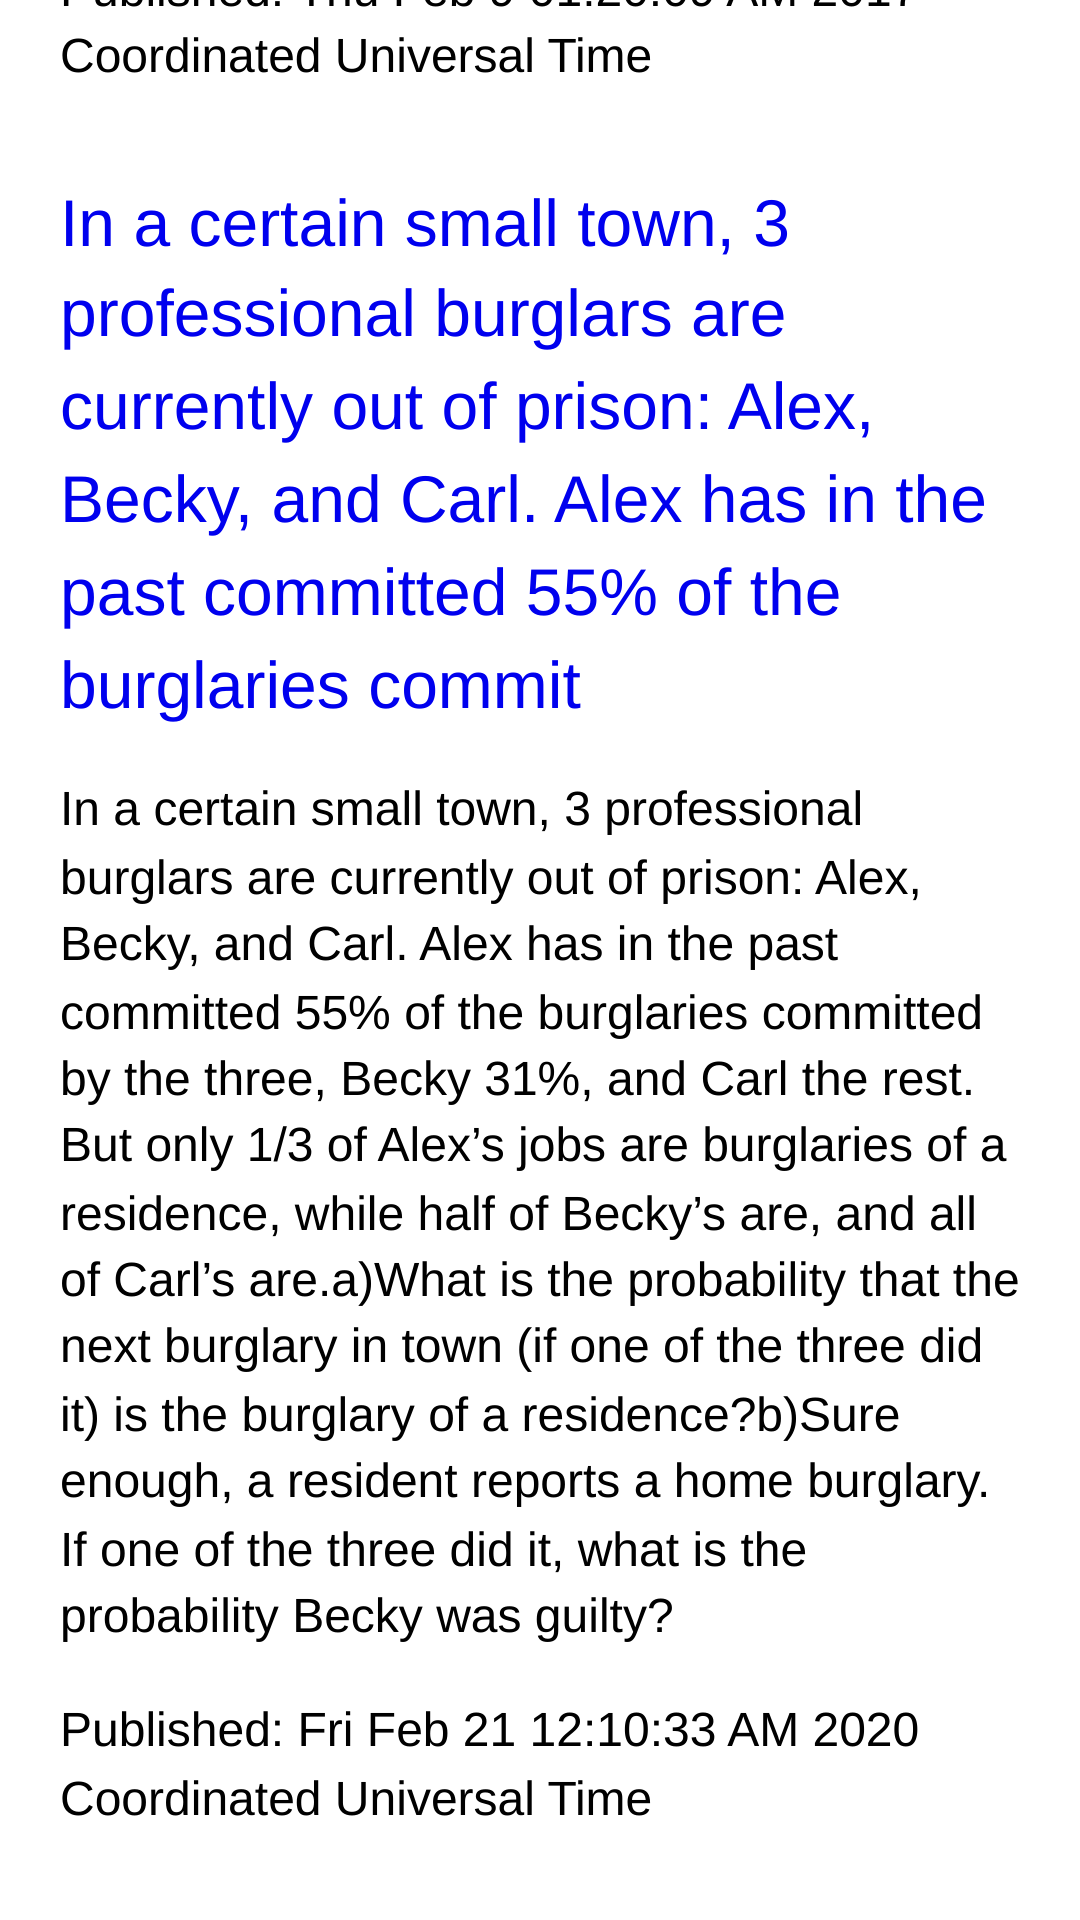 Coordinated Universal Time
In a certain small town, 3
professional burglars are
currently out of prison: Alex,
Becky, and Carl. Alex has in the
past committed 55% of the
burglaries commit
In a certain small town, 3 professional
burglars are currently out of prison: Alex,
Becky, and Carl. Alex has in the past
committed 55% of the burglaries committed
by the three, Becky 31%, and Carl the rest.
But only 1/3 of Alex’s jobs are burglaries of a
residence, while half of Becky’s are, and all
of Carl’s are.a)What is the probability that the
next burglary in town (if one of the three did
it) is the burglary of a residence?b)Sure
enough, a resident reports a home burglary.
If one of the three did it, what is the
probability Becky was guilty?
Published: Fri Feb 21 12:10:33 AM 2020
Coordinated Universal Time